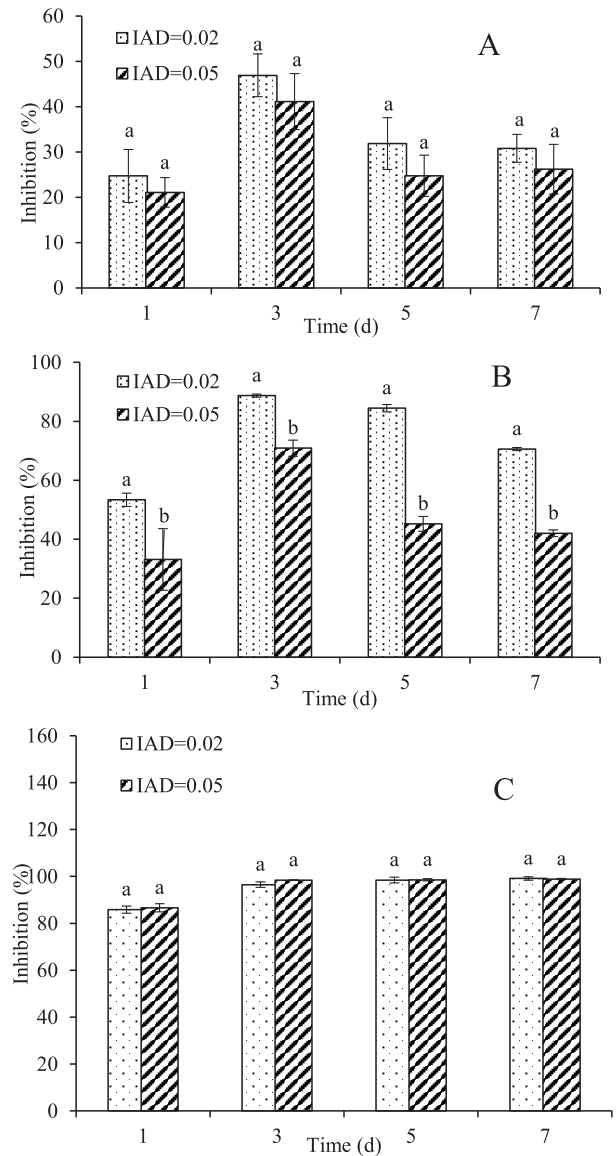 60
50
40
30
20
10
0
Inhibition (%)
IAD=0.02
IAD=0.05
A
a a a a a a a a
1 3 5 7
Time (d)
100
80
60
40
20
0
Inhibition (%)
IAD=0.02
IAD=0.05
B
a b a b a b a b
1 3 5 7
Time (d)
160
140
120
100
80
60
40
20
0
Inhibition (%)
IAD=0.02
IAD=0.05
C
a a a a a a a a
1 3 5 7
Time (d)